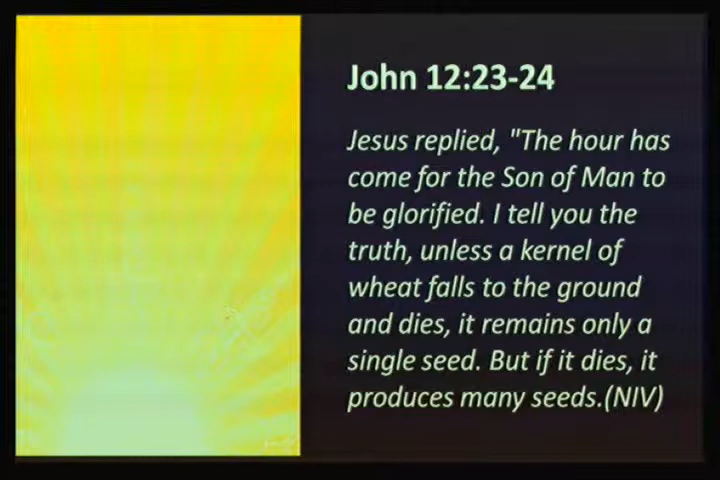 John 12:23-24
Jesus replied, "The hour has
come for the Son of Man to
be glorified. I tell you the
truth, unless a kernel of
wheat falls to the ground
and dies, it remains only a
single seed. But if it dies, it
produces many seeds.(NIV)